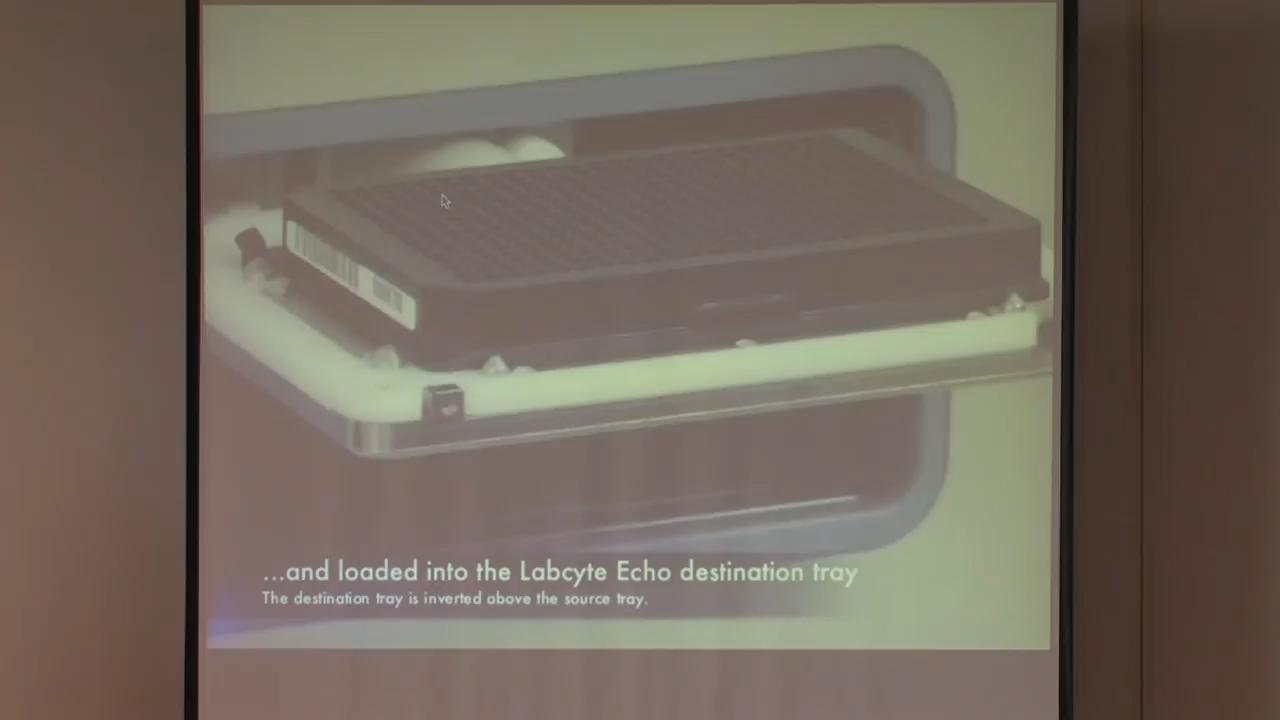 ...and loaded into the Labcyte Echo destination tray
The destination tray is inverted above the source tray.